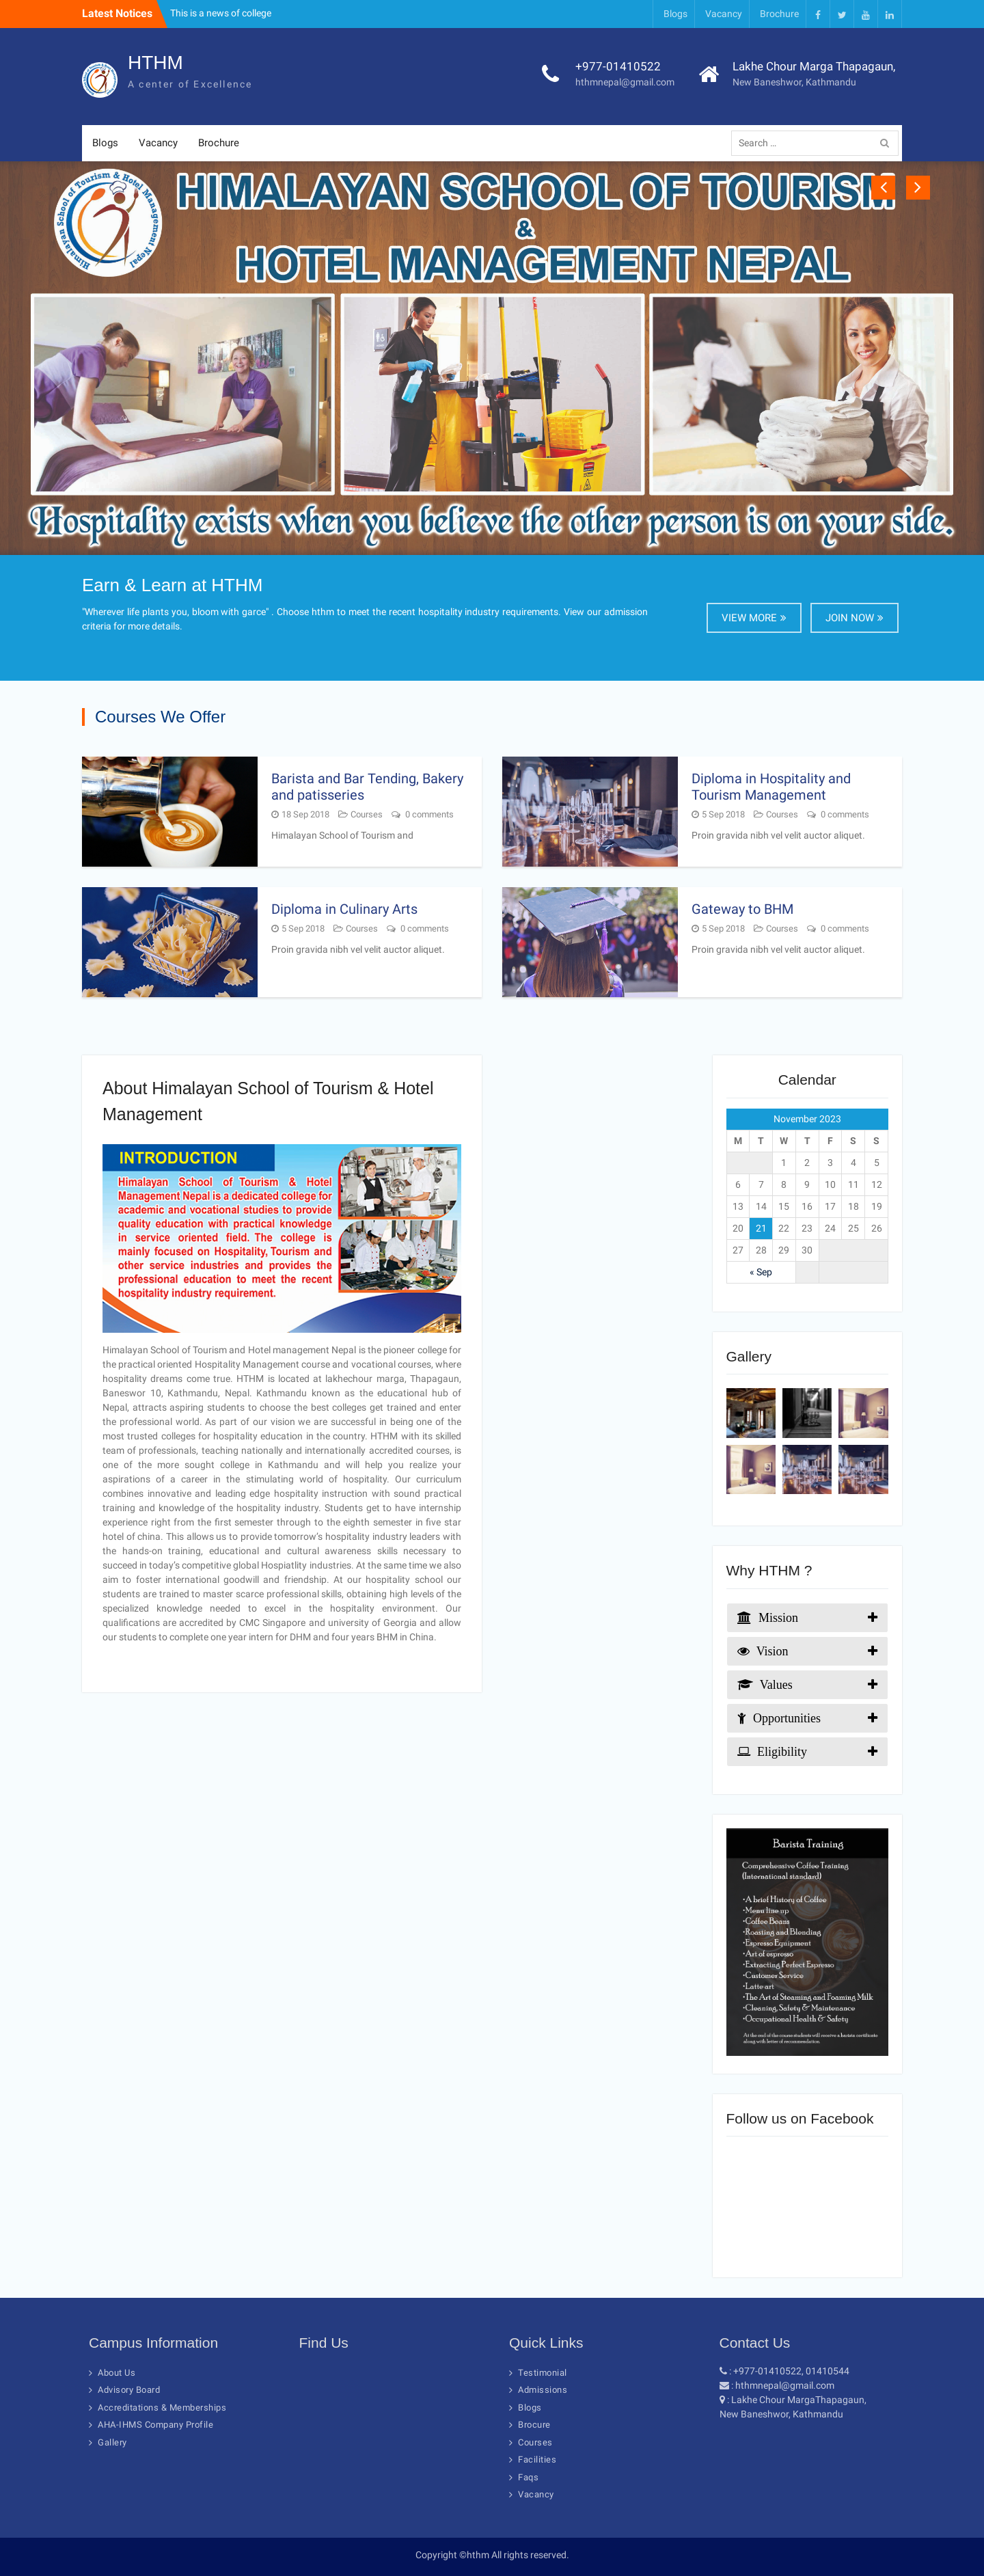 Latest Notices
This is a news of college
Blogs
Vacancy
Brochure
HTHM
A center of Excellence
+977-01410522
hthmnepal@gmail.com
Lakhe Chour Marga Thapagaun,
New Baneshwor, Kathmandu
Blogs
Vacancy
Brochure
Search …
Himalayan School of Tourism & Hotel Management Nepal
HIMALAYAN SCHOOL OF TOURISM
&
HOTEL MANAGEMENT NEPAL
Hospitality exists when you believe the other person is on your side.
Earn & Learn at HTHM
"Wherever life plants you, bloom with garce" . Choose hthm to meet the recent hospitality industry requirements. View our admission
criteria for more details.
VIEW MORE »
JOIN NOW »
Courses We Offer
Barista and Bar Tending, Bakery
and patisseries
18 Sep 2018 Courses 0 comments
Himalayan School of Tourism and
Diploma in Hospitality and
Tourism Management
5 Sep 2018 Courses 0 comments
Proin gravida nibh vel velit auctor aliquet.
Diploma in Culinary Arts
5 Sep 2018 Courses 0 comments
Proin gravida nibh vel velit auctor aliquet.
Gateway to BHM
5 Sep 2018 Courses 0 comments
Proin gravida nibh vel velit auctor aliquet.
About Himalayan School of Tourism & Hotel
Management
INTRODUCTION
Himalayan School of Tourism & Hotel
Management Nepal is a dedicated college for
academic and vocational studies to provide
quality education with practical knowledge
in service oriented field. The college is
mainly focused on Hospitality, Tourism and
other service industries and provides the
professional education to meet the recent
hospitality industry requirement.
Himalayan School of Tourism and Hotel management Nepal is the pioneer college for
the practical oriented Hospitality Management course and vocational courses, where
hospitality dreams come true. HTHM is located at lakhechour marga, Thapagaun,
Baneswor 10, Kathmandu, Nepal. Kathmandu known as the educational hub of
Nepal, attracts aspiring students to choose the best colleges get trained and enter
the professional world. As part of our vision we are successful in being one of the
most trusted colleges for hospitality education in the country. HTHM with its skilled
team of professionals, teaching nationally and internationally accredited courses, is
one of the more sought college in Kathmandu and will help you realize your
aspirations of a career in the stimulating world of hospitality. Our curriculum
combines innovative and leading edge hospitality instruction with sound practical
training and knowledge of the hospitality industry. Students get to have internship
experience right from the first semester through to the eighth semester in five star
hotel of china. This allows us to provide tomorrow's hospitality industry leaders with
the hands-on training, educational and cultural awareness skills necessary to
succeed in today's competitive global Hospiatlity industries. At the same time we also
aim to foster international goodwill and friendship. At our hospitality school our
students are trained to master scarce professional skills, obtaining high levels of the
specialized knowledge needed to excel in the hospitality environment. Our
qualifications are accredited by CMC Singapore and university of Georgia and allow
our students to complete one year intern for DHM and four years BHM in China.
Calendar
November 2023
M T W T F S S
1 2 3 4 5
6 7 8 9 10 11 12
13 14 15 16 17 18 19
20 21 22 23 24 25 26
27 28 29 30
« Sep
Gallery
Why HTHM ?
Mission
Vision
Values
Opportunities
Eligibility
Barista Training
Comprehensive Coffee Training
(International standard)
•A brief History of Coffee
•Menu line up
•Coffee Beans
•Roasting and Blending
•Espresso Equipment
•Art of espresso
•Extracting Perfect Espresso
•Customer Service
•Latte art
•The Art of Steaming and Foaming Milk
•Cleaning, Safety & Maintenance
•Occupational Health & Safety
At the end of the course students will receive a barista certificate
along with letter of recommendation.
Follow us on Facebook
Campus Information
About Us
Advisory Board
Accreditations & Memberships
AHA-IHMS Company Profile
Gallery
Find Us
Quick Links
Testimonial
Admissions
Blogs
Brocure
Courses
Facilities
Faqs
Vacancy
Contact Us
: +977-01410522, 01410544
: hthmnepal@gmail.com
: Lakhe Chour MargaThapagaun,
New Baneshwor, Kathmandu
Copyright ©hthm All rights reserved.